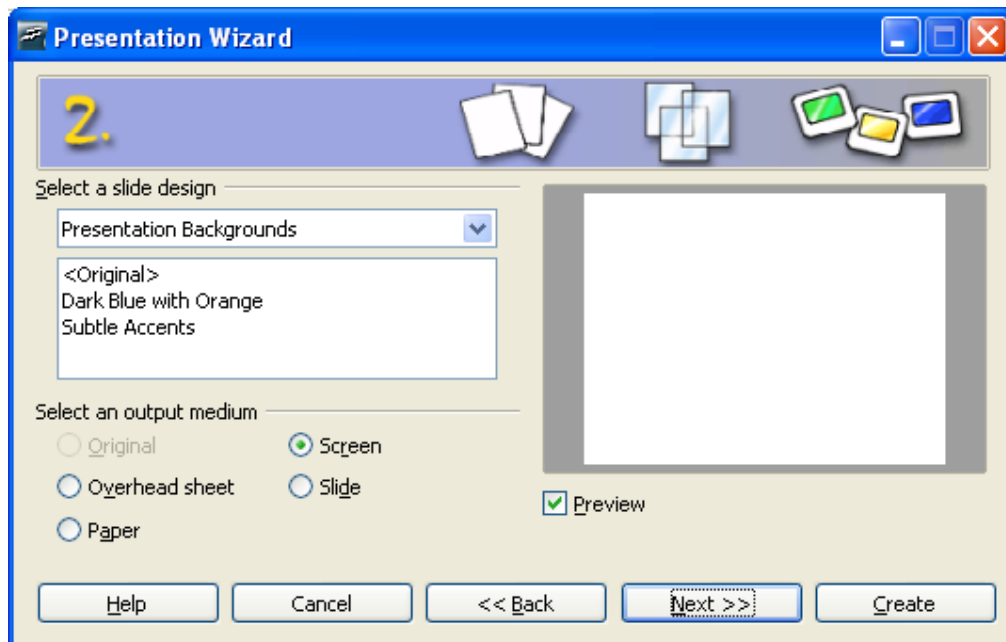 Presentation Wizard
2.
Select a slide design
Presentation Backgrounds
<Original>
Dark Blue with Orange
Subtle Accents
Select an output medium
Original
Screen
Overhead sheet
Slide
Paper
Preview
Help
Cancel
<< Back
Next >>
Create